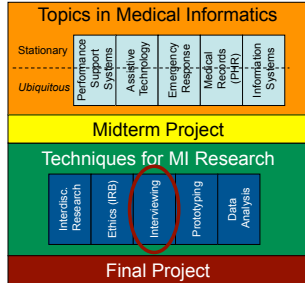 Topics in Medical Informatics
Stationary
Ubiquitous
Performance
Support
Systems
Assistive
Technology
Emergency
Response
Medical
Records
(PHR)
Information
Systems
Midterm Project
Techniques for MI Research
Interdisc.
Research
Ethics (IRB)
Interviewing
Prototyping
Data
Analysis
Final Project